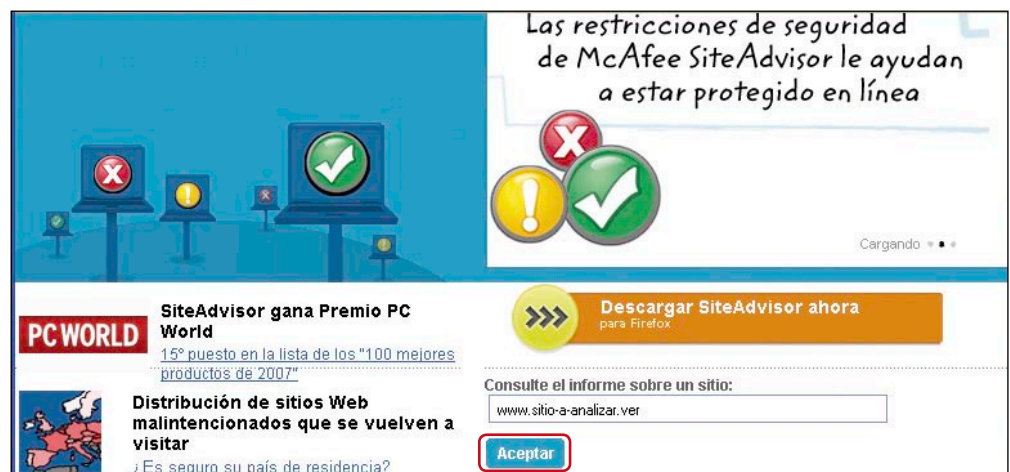 Las restricciones de seguridad
de McAfee SiteAdvisor le ayudan
a estar protegido en línea
Cargando
PC WORLD
SiteAdvisor gana Premio PC
World
15º puesto en la lista de los "100 mejores
productos de 2007"
Descargar SiteAdvisor ahora
para Firefox
Distribución de sitios Web
malintencionados que se vuelven a
visitar
¿Es seguro su país de residencia?
Consulte el informe sobre un sitio:
www.sitio-a-analizar.ver
Aceptar